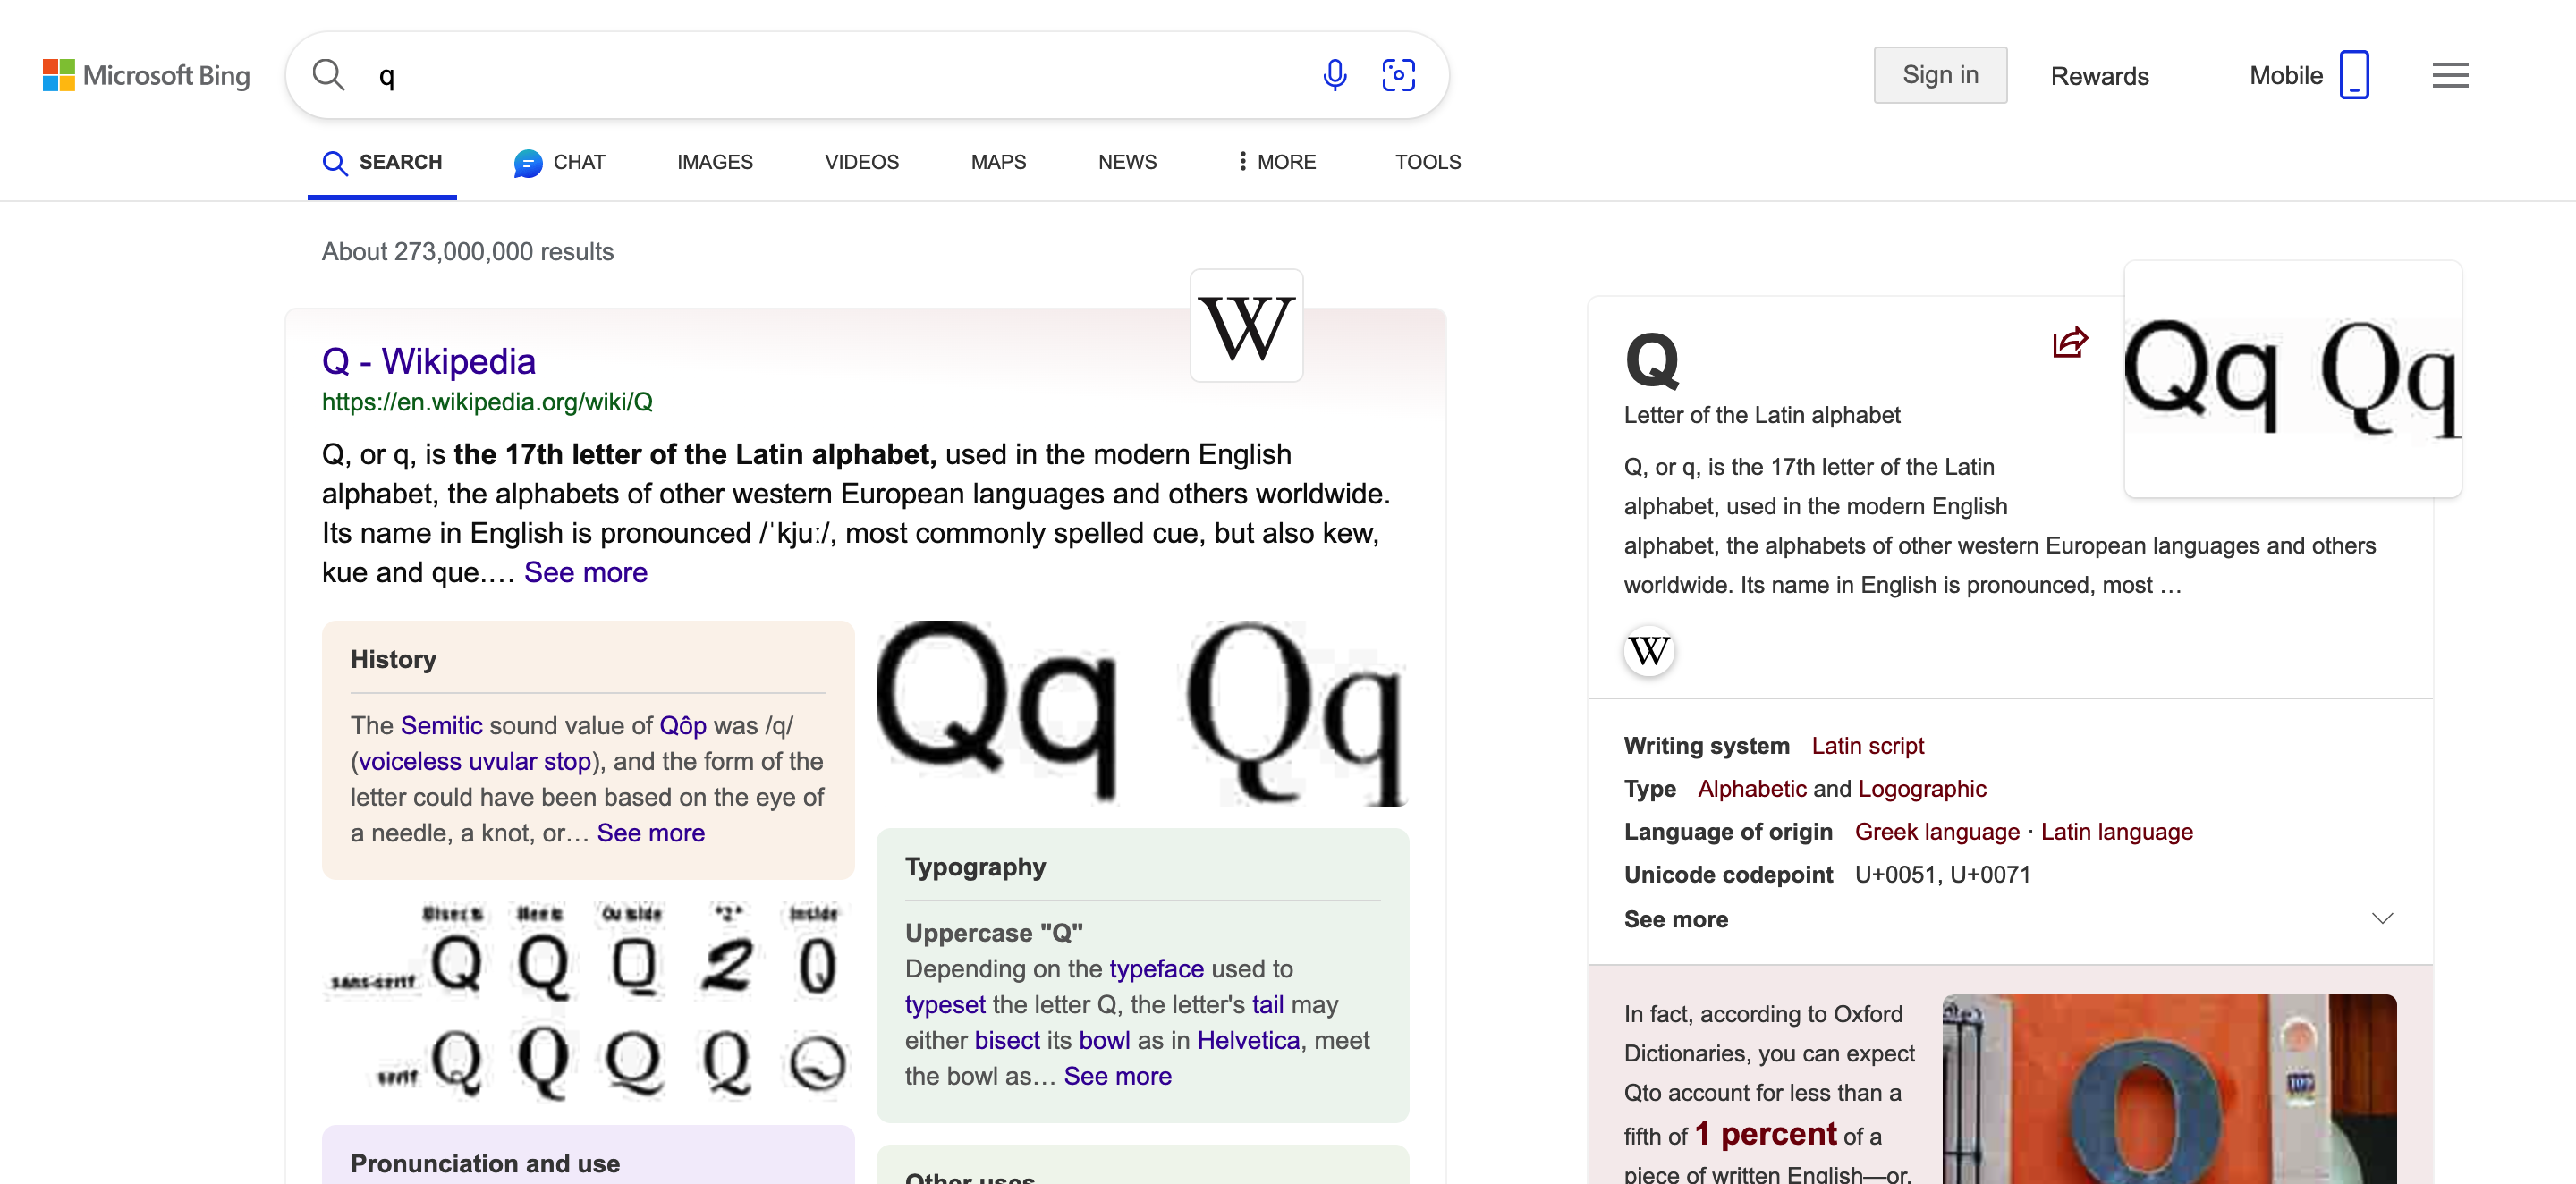 Microsoft Bing
q
Sign in
Rewards
Mobile
SEARCH
CHAT
IMAGES
VIDEOS
MAPS
NEWS
MORE
TOOLS
About 273,000,000 results
W
Q - Wikipedia
https://en.wikipedia.org/wiki/Q
Q, or q, is the 17th letter of the Latin alphabet, used in the modern English
alphabet, the alphabets of other western European languages and others worldwide.
Its name in English is pronounced /ˈkjuː/, most commonly spelled cue, but also kew,
kue and que.… See more
History
The Semitic sound value of Qôp was /q/
(voiceless uvular stop), and the form of the
letter could have been based on the eye of
a needle, a knot, or… See more
Qq Qq
Bisects Meets Outside "2" Inside
sans-serif Q Q Q 2 Q
serif Q Q Q Q Q
Typography
Uppercase "Q"
Depending on the typeface used to
typeset the letter Q, the letter's tail may
either bisect its bowl as in Helvetica, meet
the bowl as… See more
Pronunciation and use
Other uses
Q
Letter of the Latin alphabet
Qq Qq
Q, or q, is the 17th letter of the Latin
alphabet, used in the modern English
alphabet, the alphabets of other western European languages and others
worldwide. Its name in English is pronounced, most …
W
Writing system Latin script
Type Alphabetic and Logographic
Language of origin Greek language · Latin language
Unicode codepoint U+0051, U+0071
See more
In fact, according to Oxford
Dictionaries, you can expect
Qto account for less than a
fifth of 1 percent of a
piece of written English—or,